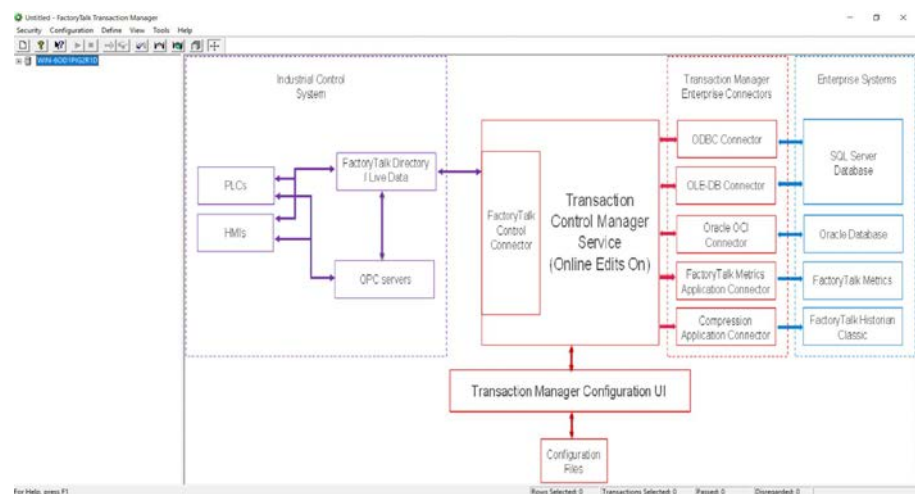 Untitled - FactoryTalk Transaction Manager
Security Configuration Define View Tools Help
Industrial Control
System
Transaction Manager
Enterprise Connectors
Enterprise Systems
PLCs
HMIs
FactoryTalk Directory
/ Live Data
OPC servers
FactoryTalk
Control
Connector
Transaction
Control Manager
Service
(Online Edits On)
ODBC Connector
OLE-DB Connector
Oracle OCI
Connector
FactoryTalk Metrics
Application Connector
Compression
Application Connector
SQL Server
Database
Oracle Database
FactoryTalk Metrics
FactoryTalk Historian
Classic
Transaction Manager Configuration UI
Configuration
Files
For Help, press F1
Rows Selected: 0 Transactions Selected: 0 Passed: 0 Disregarded: 0